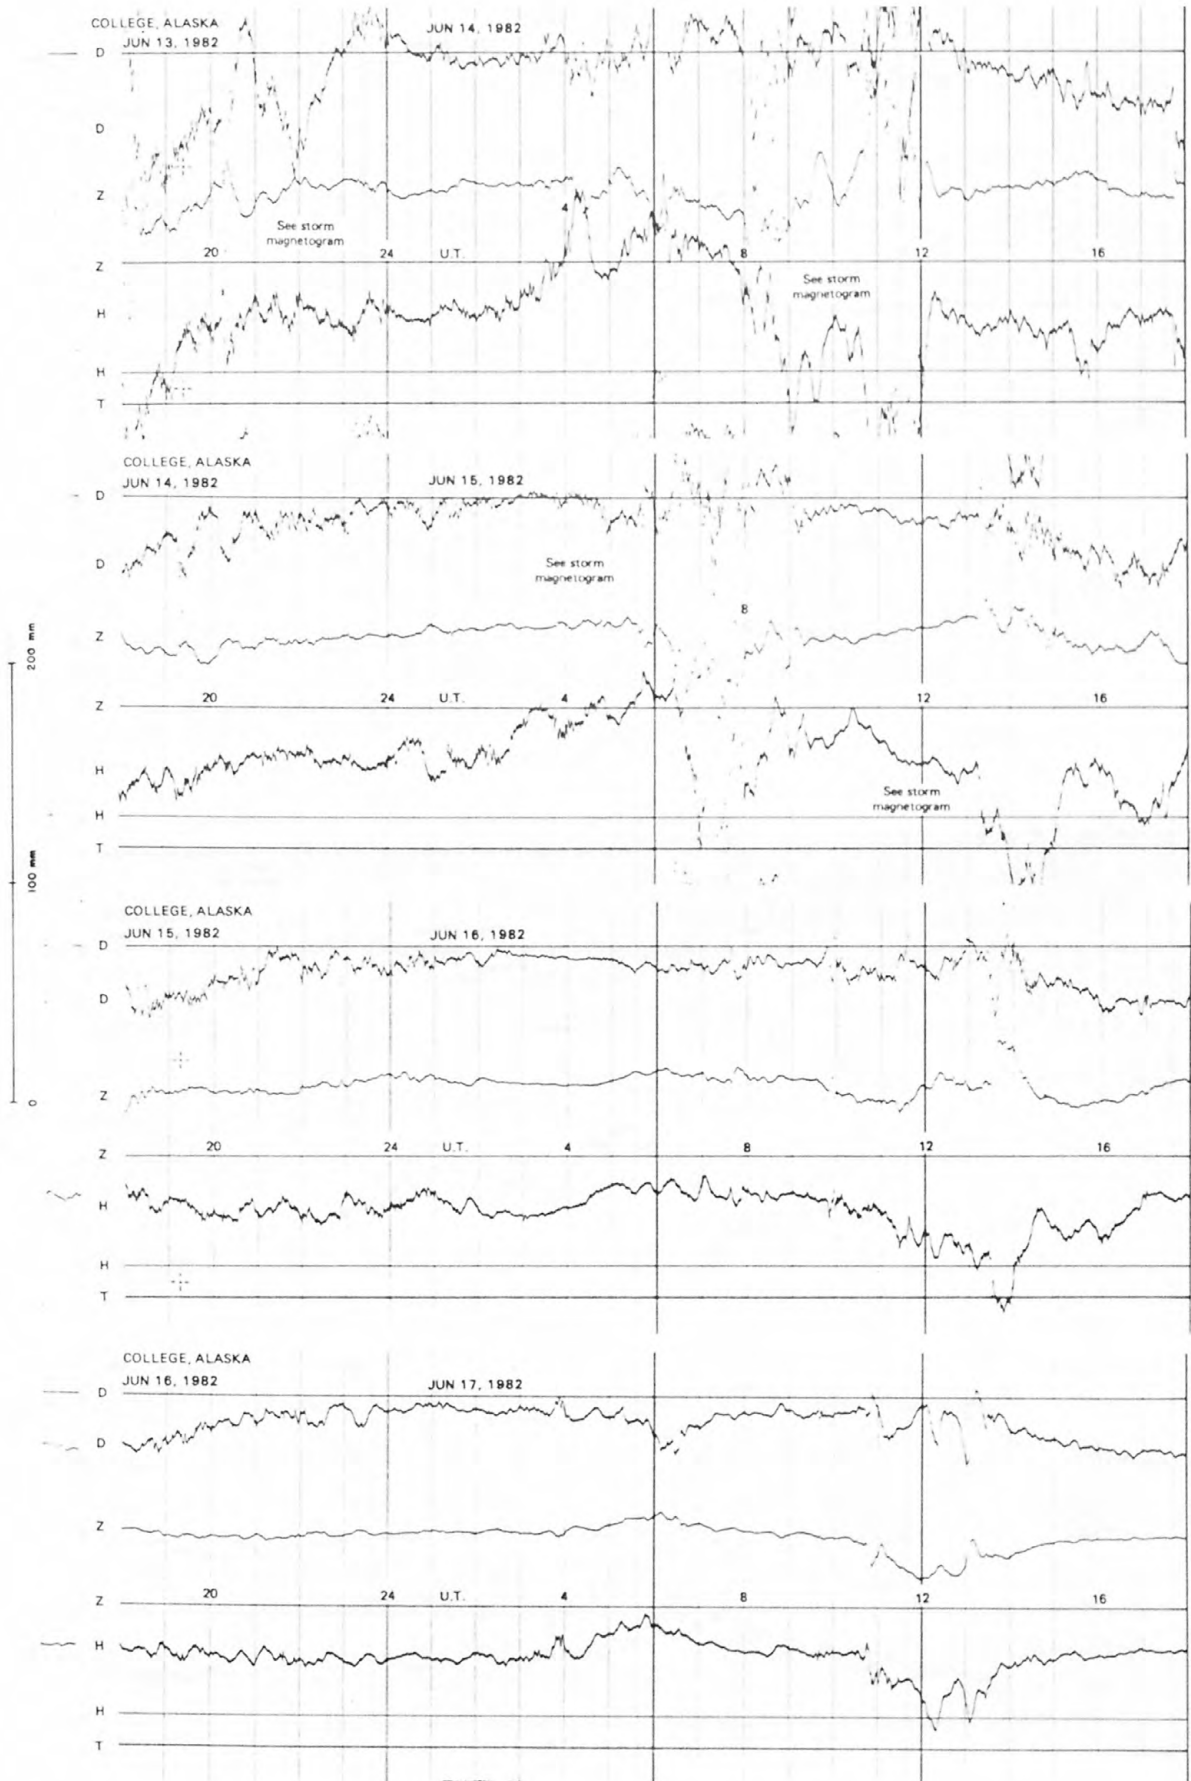 COLLEGE, ALASKA
JUN 13, 1982
JUN 14, 1982
D
D
Z
See storm
magnetogram
4
20
24
U.T.
8
12
16
Z
See storm
magnetogram
H
H
T
COLLEGE, ALASKA
JUN 14, 1982
JUN 15, 1982
D
D
See storm
magnetogram
8
Z
20
24
U.T.
4
12
16
Z
H
See storm
magnetogram
H
T
200 mm
100 mm
0
COLLEGE, ALASKA
JUN 15, 1982
JUN 16, 1982
D
D
Z
20
24
U.T.
4
8
12
16
Z
H
H
T
COLLEGE, ALASKA
JUN 16, 1982
JUN 17, 1982
D
D
Z
20
24
U.T.
4
8
12
16
Z
H
H
T